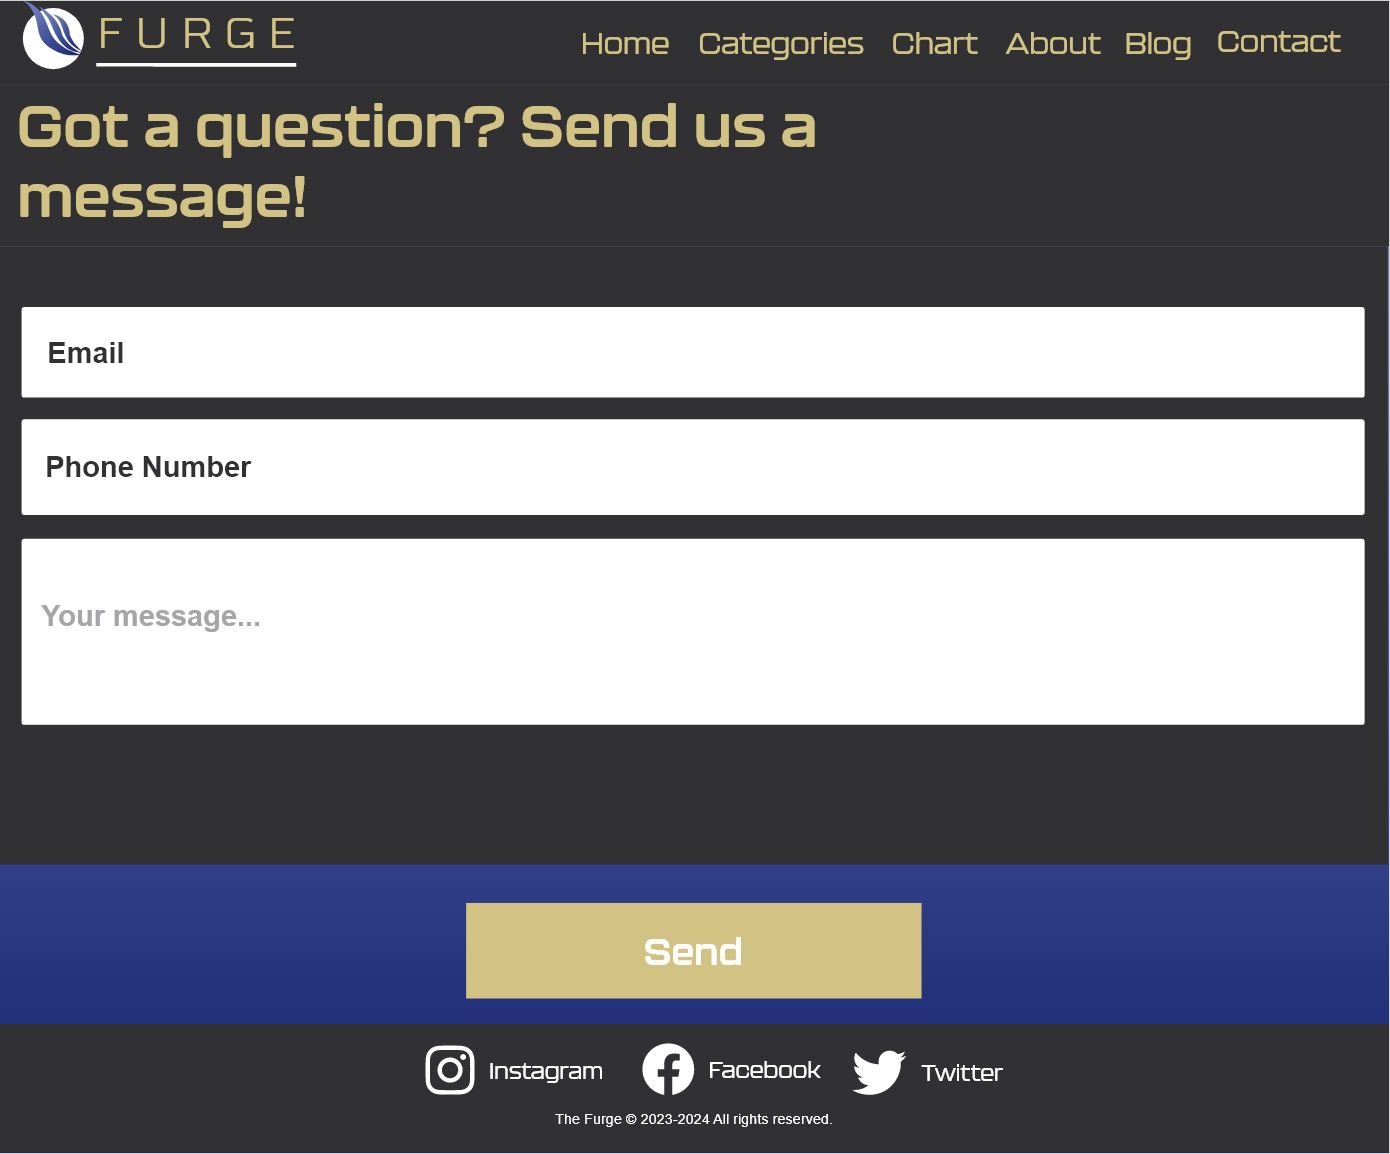 FURGE
Home Categories Chart About Blog Contact
Got a question? Send us a
message!
Email
Phone Number
Your message...
Send
Instagram Facebook Twitter
The Furge © 2023-2024 All rights reserved.